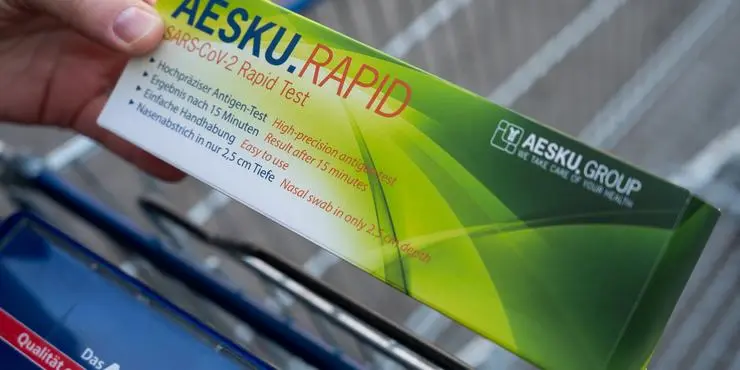 AESKU.RAPID
SARS-CoV-2 Rapid Test
Hochpräziser Antigen-Test High-precision antigen test
Ergebnis nach 15 Minuten Result after 15 minutes
Einfache Handhabung Easy to use
Nasenabstrich in nur 2,5 cm Tiefe Nasal swab in only 2.5 cm depth
AESKU.GROUP
WE TAKE CARE OF YOUR HEALTH
Qualität
Das